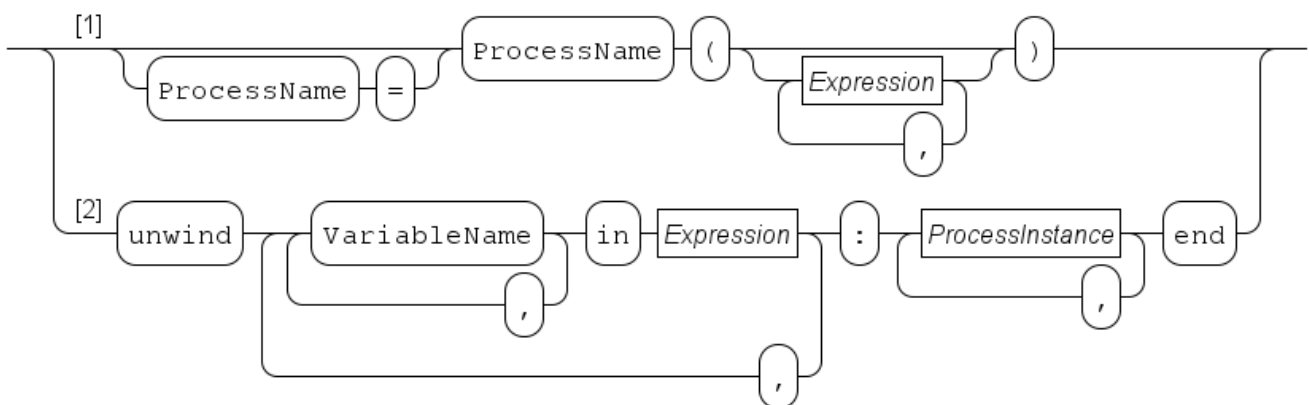 [1]
ProcessName ( )
ProcessName = Expression
,
[2]
unwind VariableName in Expression : ProcessInstance end
, ,
,